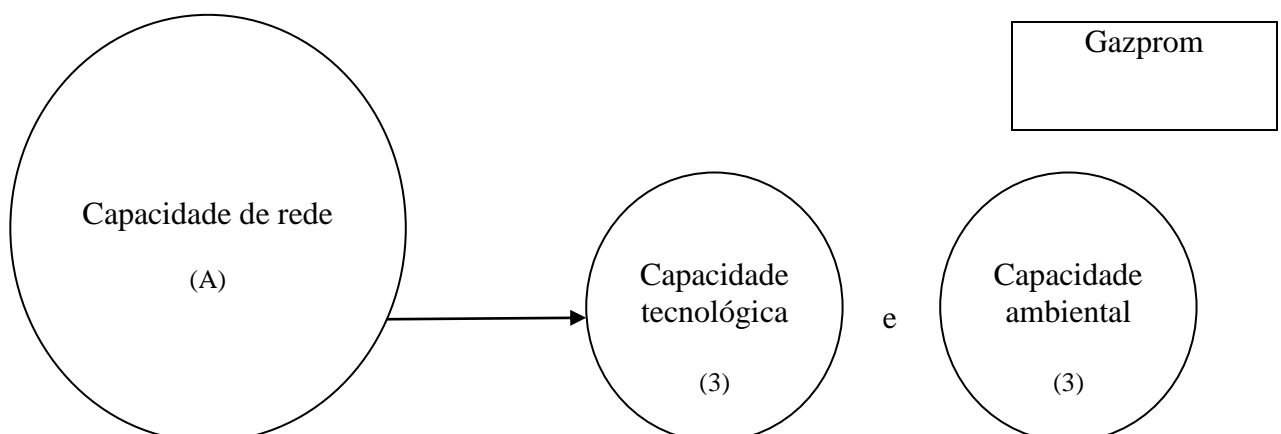 Gazprom
Capacidade de rede
(A)
Capacidade
tecnológica
(3)
e
Capacidade
ambiental
(3)